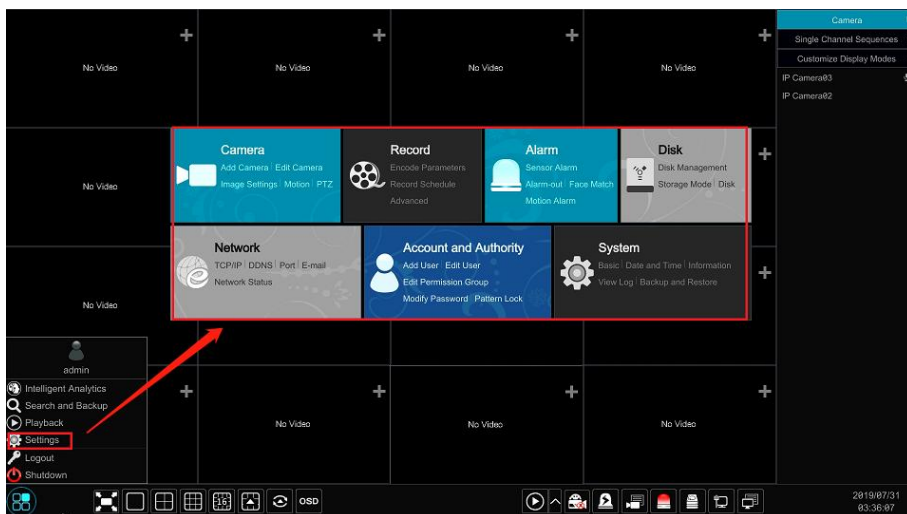 Camera
Single Channel Sequences
Customize Display Modes
IP Camera03
IP Camera02
No Video
No Video
No Video
No Video
Camera
Add Camera Edit Camera
Image Settings Motion PTZ
Record
Encode Parameters
Record Schedule
Advanced
Alarm
Sensor Alarm
Alarm-out Face Match
Motion Alarm
Disk
Disk Management
Storage Mode Disk
No Video
Network
TCP/IP DDNS Port E-mail
Network Status
Account and Authority
Add User Edit User
Edit Permission Group
Modify Password Pattern Lock
System
Basic Date and Time Information
View Log Backup and Restore
No Video
admin
Intelligent Analytics
Search and Backup
Playback
Settings
Logout
Shutdown
No Video
No Video
No Video
16
OSD
2019/07/31
03:36:07